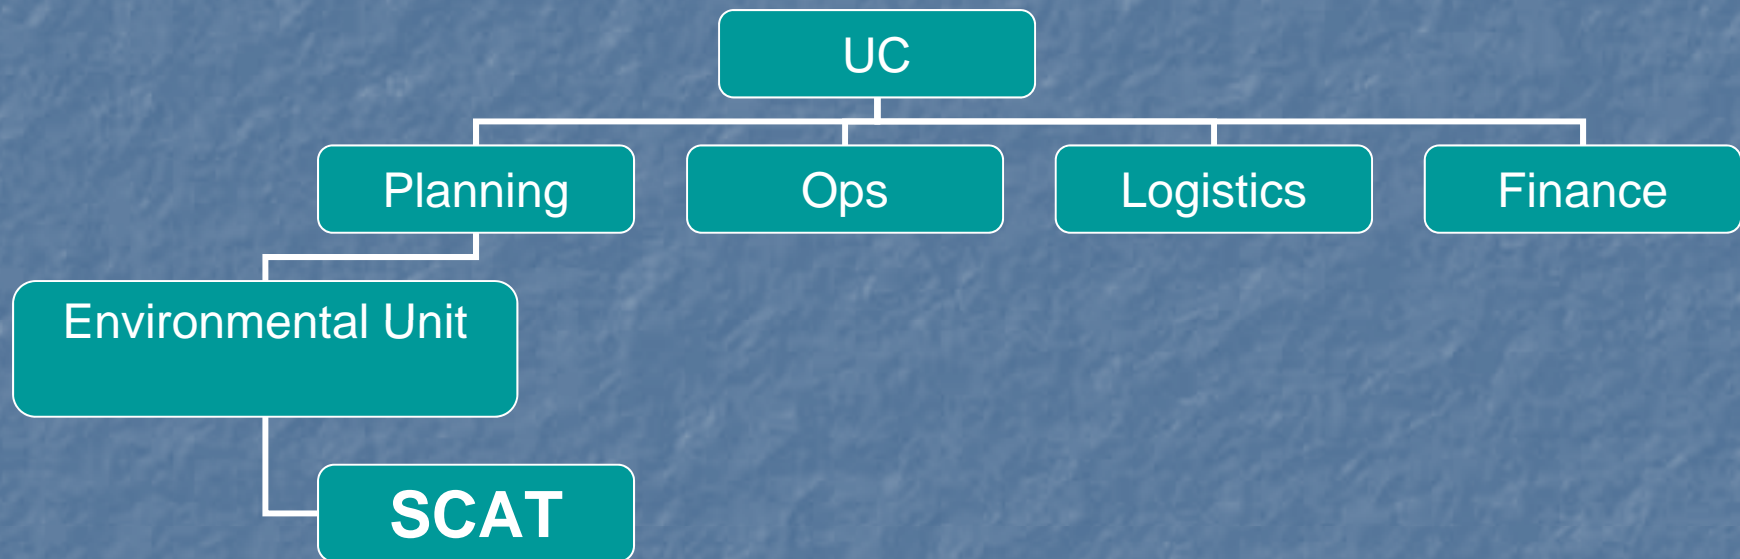 UC
Planning
Ops
Logistics
Finance
Environmental Unit
SCAT